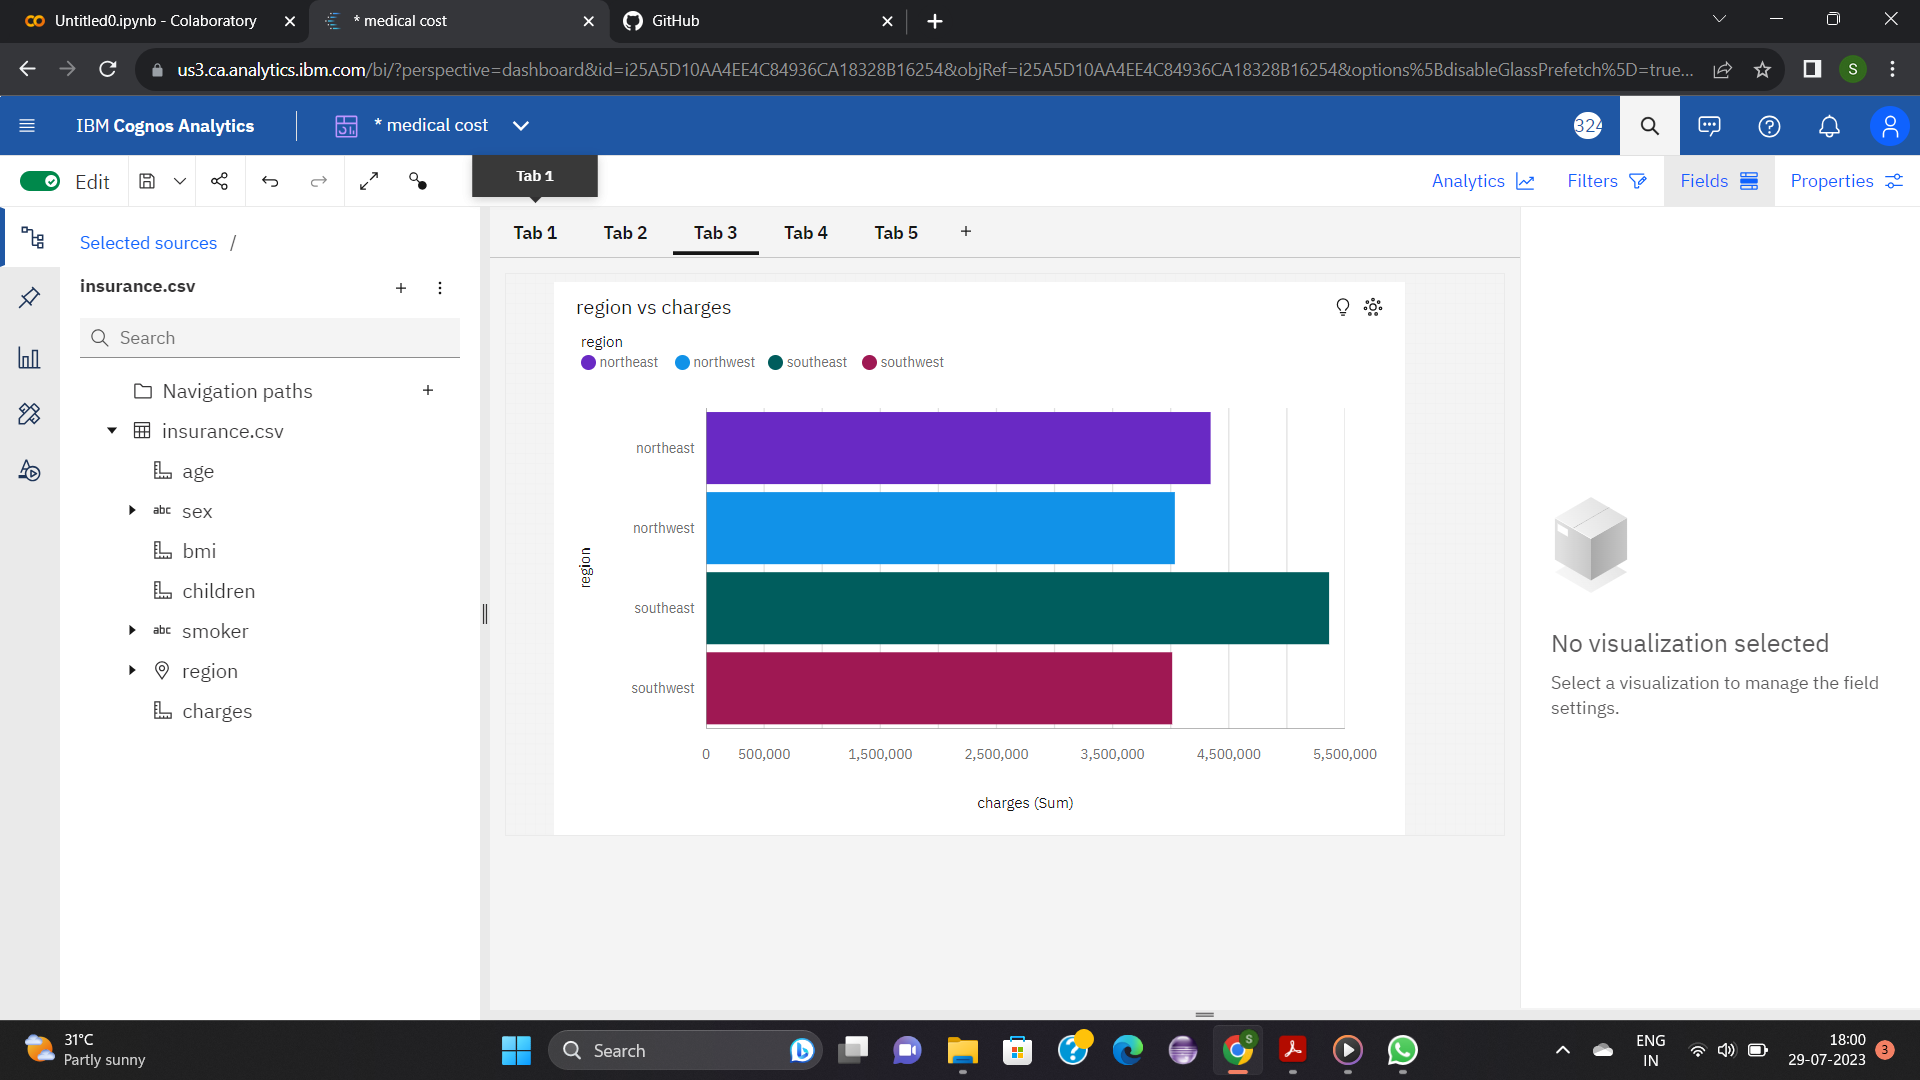 Untitled0.ipynb - Colaboratory
* medical cost
GitHub
us3.ca.analytics.ibm.com/bi/?perspective=dashboard&id=i25A5D10AA4EE4C84936CA18328B16254&objRef=i25A5D10AA4EE4C84936CA18328B16254&options%5BdisableGlassPrefetch%5D=true...
S
IBM Cognos Analytics
* medical cost
324
Edit
Tab 1
Analytics
Filters
Fields
Properties
Selected sources /
insurance.csv
Search
Navigation paths
insurance.csv
age
abc sex
bmi
children
abc smoker
region
charges
Tab 1
Tab 2
Tab 3
Tab 4
Tab 5
region vs charges
region
northeast
northwest
southeast
southwest
region
northeast
northwest
southeast
southwest
0
500,000
1,500,000
2,500,000
3,500,000
4,500,000
5,500,000
charges (Sum)
No visualization selected
Select a visualization to manage the field
settings.
31°C
Partly sunny
Search
S
ENG
IN
18:00
29-07-2023
3